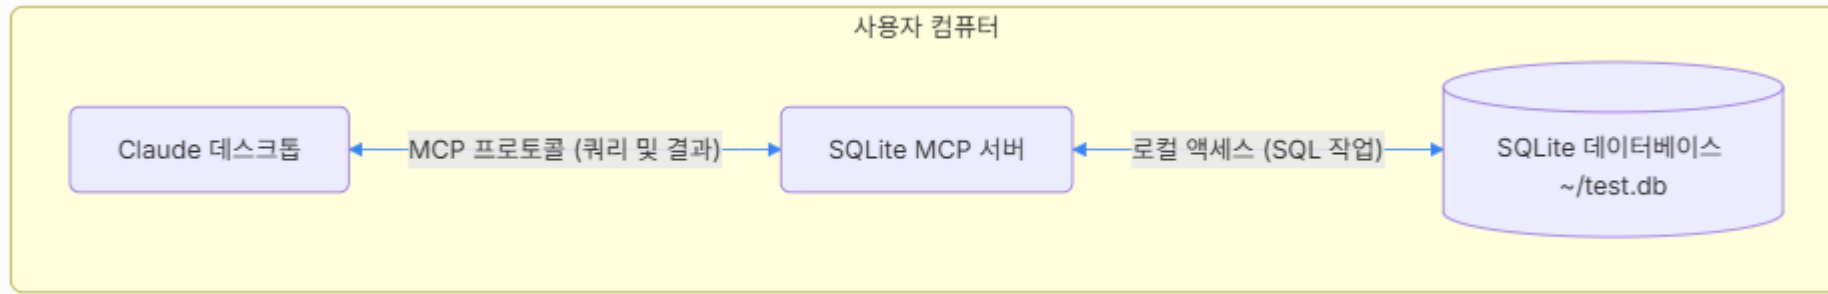 사용자 컴퓨터
Claude 데스크톱
MCP 프로토콜 (쿼리 및 결과)
SQLite MCP 서버
로컬 액세스 (SQL 작업)
SQLite 데이터베이스
~/test.db